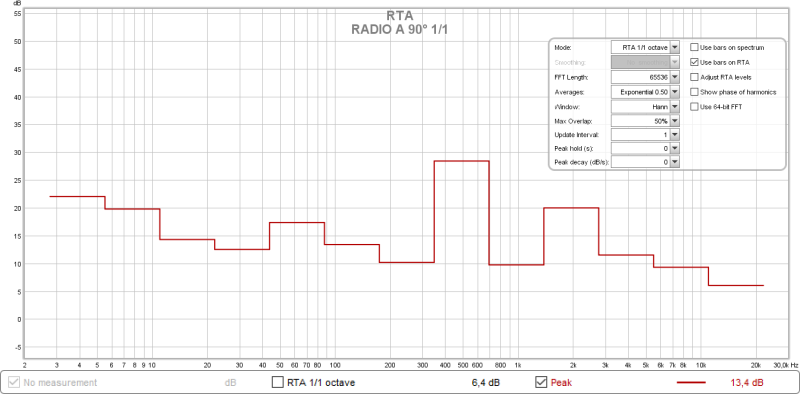 dB
RTA
RADIO A 90° 1/1
55
50
45
40
35
30
25
20
15
10
5
0
-5
Mode: RTA 1/1 octave Use bars on spectrum
Smoothing: Use bars on RTA
FFT Length: 65536 Adjust RTA levels
Averages: Exponential 0,50 Show phase of harmonics
Window: Hann Use 64-bit FFT
Max Overlap: 50%
Update Interval: 1
Peak hold (s): 0
Peak decay (dB/s): 0
2 3 4 5 6 7 8 9 10 20 30 40 50 60 70 80 100 200 300 400 500 600 800 1k 2k 3k 4k 5k 6k 7k 8k 10k 20k 30k Hz
No measurement dB RTA 1/1 octave 6,4 dB Peak 13,4 dB